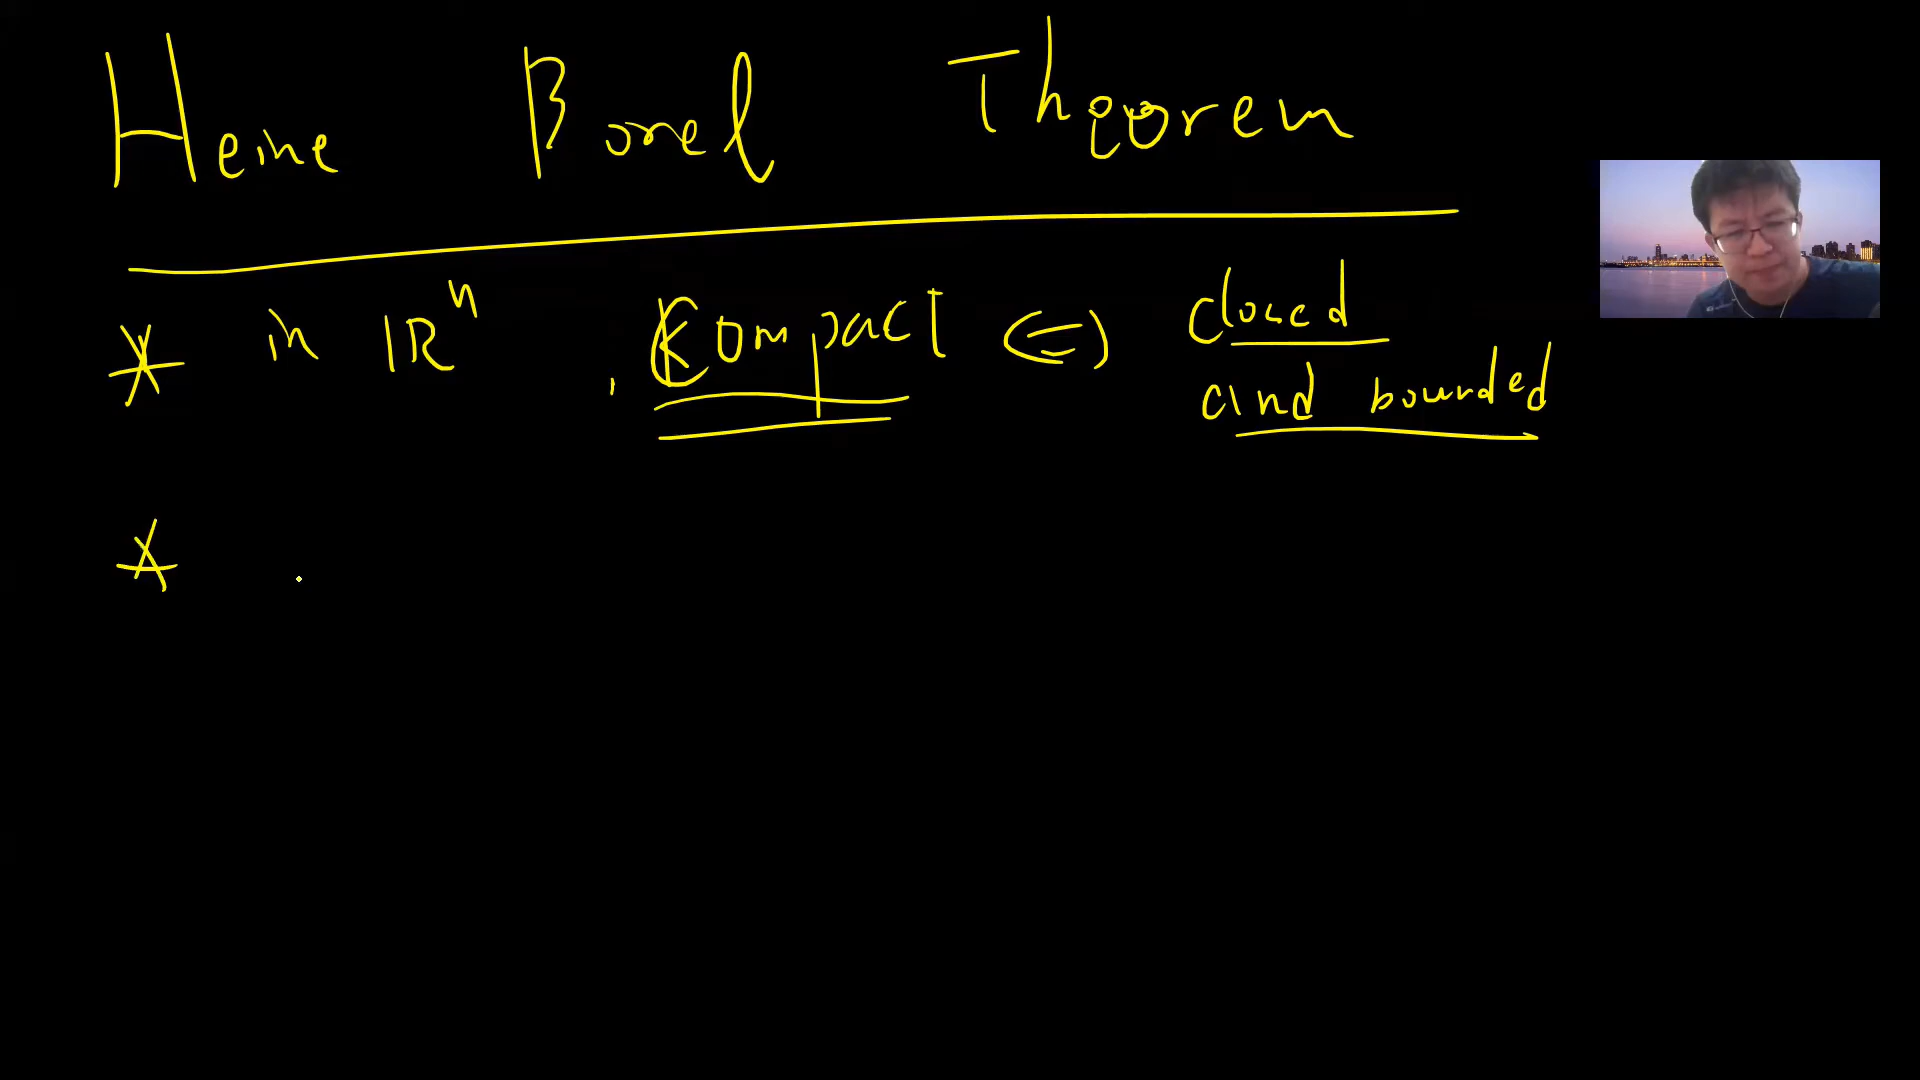 Heine Borel Theorem
* in ℝⁿ, Compact ⇔ closed
and bounded
*